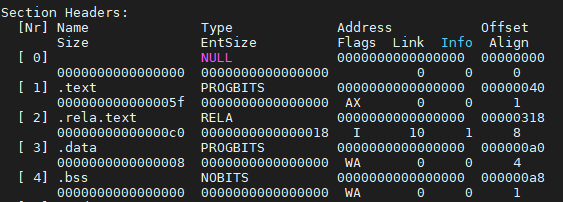 Section Headers:
[Nr] Name Type Address Offset
Size EntSize Flags Link Info Align
[ 0] NULL 0000000000000000 00000000
0000000000000000 0000000000000000 0 0 0
[ 1] .text PROGBITS 0000000000000000 00000040
000000000000005f 0000000000000000 AX 0 0 1
[ 2] .rela.text RELA 0000000000000000 00000318
00000000000000c0 0000000000000018 I 10 1 8
[ 3] .data PROGBITS 0000000000000000 000000a0
0000000000000008 0000000000000000 WA 0 0 4
[ 4] .bss NOBITS 0000000000000000 000000a8
0000000000000000 0000000000000000 WA 0 0 1